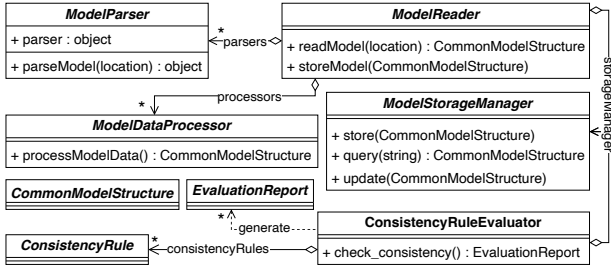 ModelParser
+ parser : object
+ parseModel(location) : object
* parsers
ModelReader
+ readModel(location) : CommonModelStructure
+ storeModel(CommonModelStructure)
storageManager
* processors
ModelDataProcessor
+ processModelData() : CommonModelStructure
ModelStorageManager
+ store(CommonModelStructure)
+ query(string) : CommonModelStructure
+ update(CommonModelStructure)
CommonModelStructure
EvaluationReport
* generate
ConsistencyRule
* consistencyRules
ConsistencyRuleEvaluator
+ check_consistency() : EvaluationReport